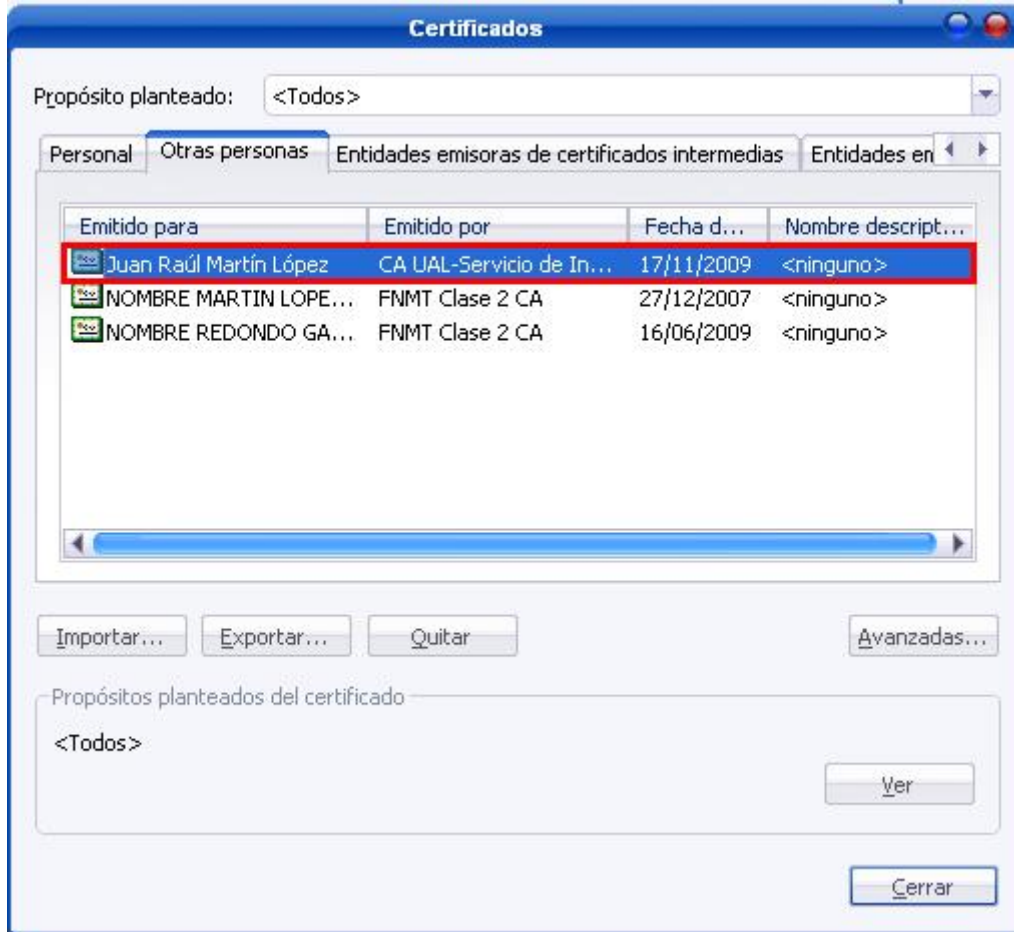 Certificados
Propósito planteado: <Todos>
Personal Otras personas Entidades emisoras de certificados intermedias Entidades en
Emitido para Emitido por Fecha d... Nombre descript...
Juan Raúl Martín López CA UAL-Servicio de In... 17/11/2009 <ninguno>
NOMBRE MARTIN LOPE... FNMT Clase 2 CA 27/12/2007 <ninguno>
NOMBRE REDONDO GA... FNMT Clase 2 CA 16/06/2009 <ninguno>
Importar... Exportar... Quitar Avanzadas...
Propósitos planteados del certificado
<Todos>
Ver
Cerrar